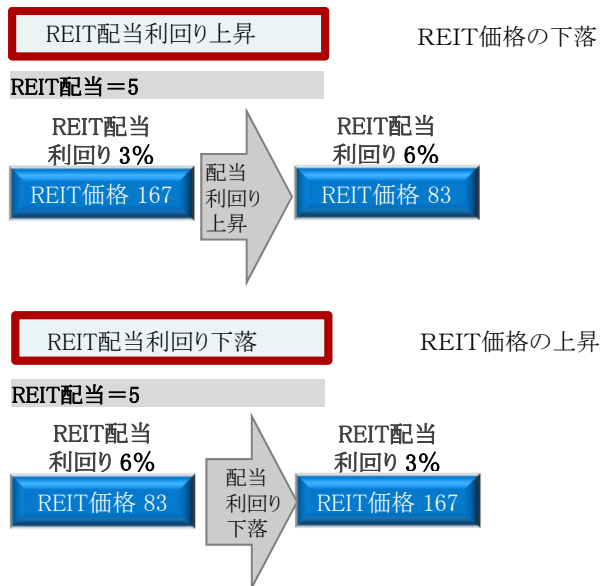 REIT配当利回り上昇
REIT価格の下落
REIT配当＝5
REIT配当
利回り 3%
REIT価格 167
配当
利回り
上昇
REIT配当
利回り 6%
REIT価格 83
REIT配当利回り下落
REIT価格の上昇
REIT配当＝5
REIT配当
利回り 6%
REIT価格 83
配当
利回り
下落
REIT配当
利回り 3%
REIT価格 167